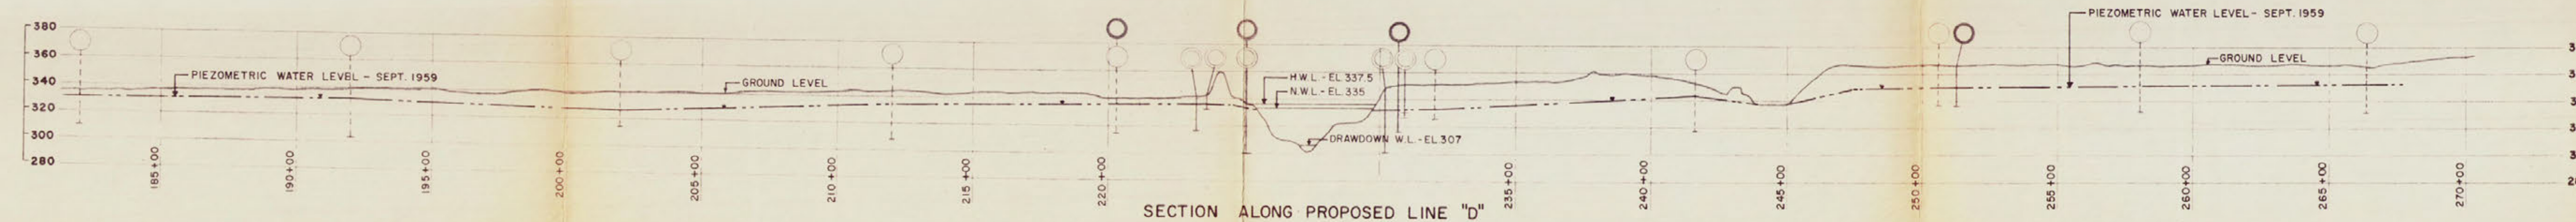 380
360
340
320
300
280
PIEZOMETRIC WATER LEVEL - SEPT. 1959
GROUND LEVEL
H.W.L. - EL 337.5
N.W.L. - EL 335
DRAWDOWN W.L. - EL.307
PIEZOMETRIC WATER LEVEL - SEPT. 1959
GROUND LEVEL
185+00
190+00
195+00
200+00
205+00
210+00
215+00
220+00
235+00
240+00
245+00
250+00
255+00
260+00
265+00
270+00
SECTION ALONG PROPOSED LINE "D"